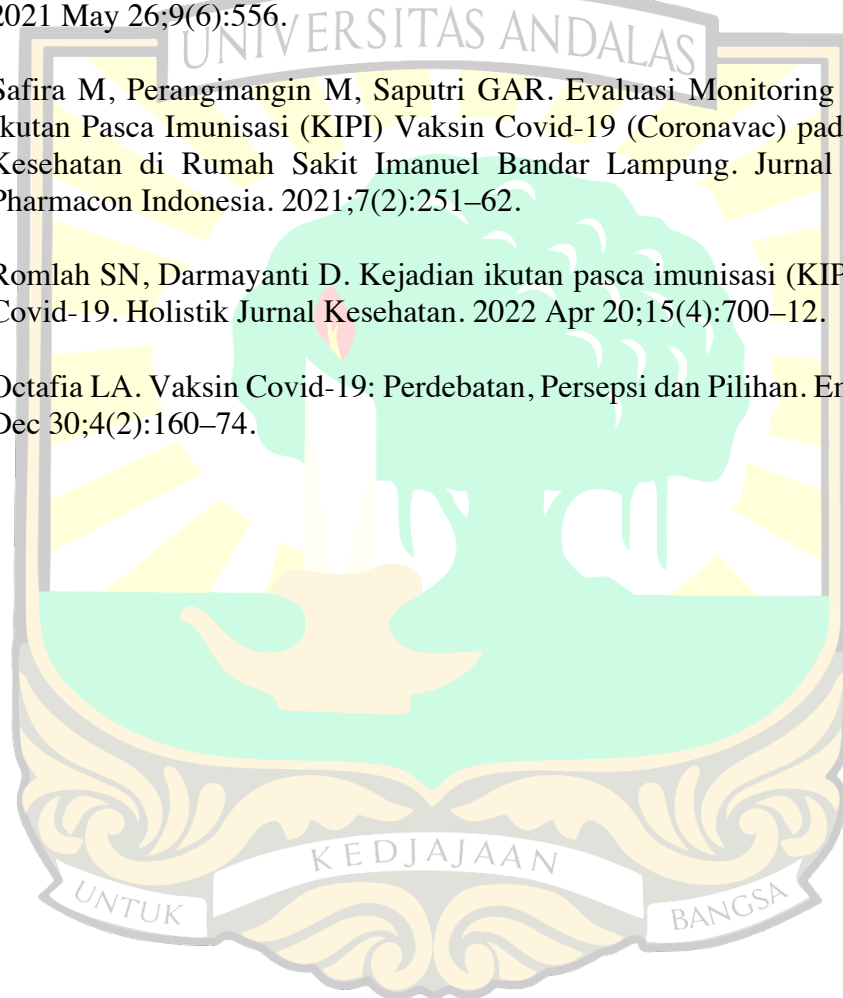 2021 May 26;9(6):556.
UNIVERSITAS ANDALAS
Safira M, Peranginangin M, Saputri GAR. Evaluasi Monitoring
Ikutan Pasca Imunisasi (KIPI) Vaksin Covid-19 (Coronavac) pad
Kesehatan di Rumah Sakit Imanuel Bandar Lampung. Jurnal
Pharmacon Indonesia. 2021;7(2):251–62.
Romlah SN, Darmayanti D. Kejadian ikutan pasca imunisasi (KIP
Covid-19. Holistik Jurnal Kesehatan. 2022 Apr 20;15(4):700–12.
Octafia LA. Vaksin Covid-19: Perdebatan, Persepsi dan Pilihan. En
Dec 30;4(2):160–74.
KEDJAJAAN
UNTUK
BANGSA